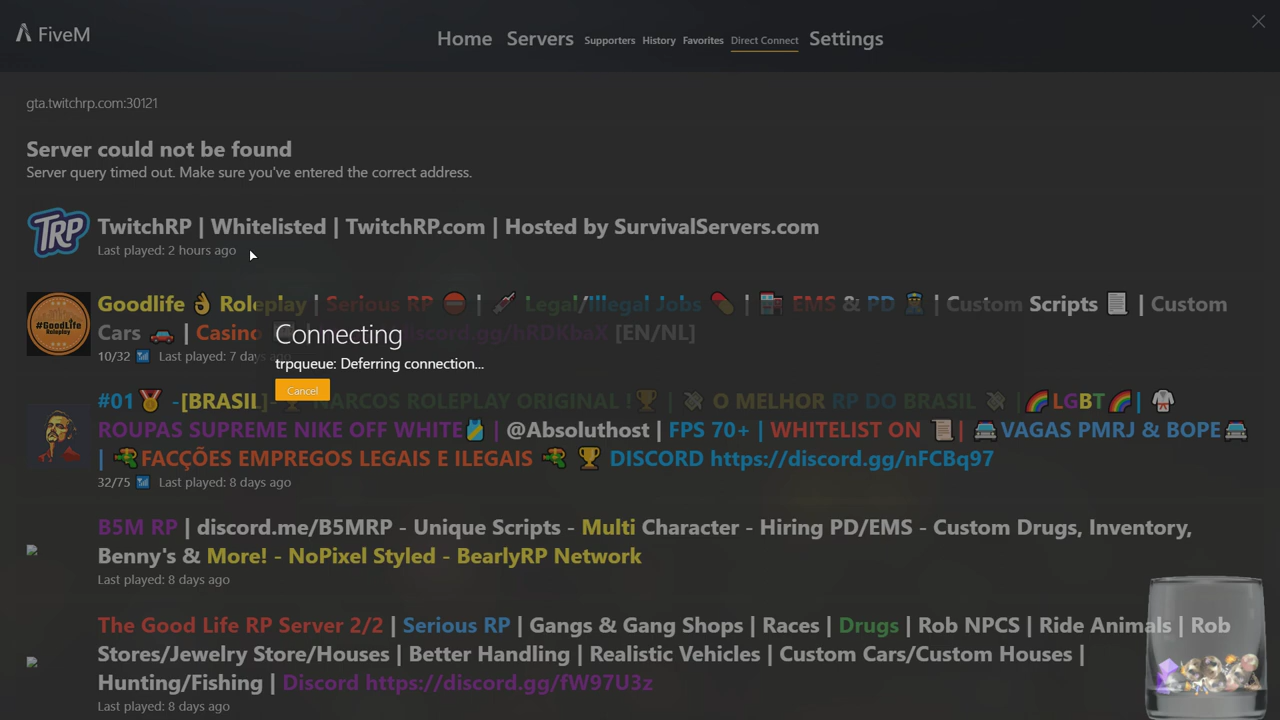 FiveM
Home Servers Supporters History Favorites Direct Connect Settings
gta.twitchrp.com:30121
Server could not be found
Server query timed out. Make sure you've entered the correct address.
TRP
TwitchRP | Whitelisted | TwitchRP.com | Hosted by SurvivalServers.com
Last played: 2 hours ago
#GoodLife
Roleplay
Goodlife 👌 Roleplay | Serious RP ⛔ | 💉 Legal/Illegal Jobs 💊 | 🏥 EMS & PD 👮 | Custom Scripts 📃 | Custom
Cars 🚗 | Casino discord.gg/hRDKbaX [EN/NL]
10/32 Last played: 7 days ago
Connecting
trpqueue: Deferring connection...
Cancel
#01🏅 -[BRASIL]- 🏆 NARCOS ROLEPLAY ORIGINAL !🏆 | O MELHOR RP DO BRASIL |🌈LGBT🌈| 🥋
ROUPAS SUPREME NIKE OFF WHITE🎽 | @Absoluthost | FPS 70+ | WHITELIST ON 📜| 🚔VAGAS PMRJ & BOPE🚔
| 🔫FACÇÕES EMPREGOS LEGAIS E ILEGAIS 🔫 🏆 DISCORD https://discord.gg/nFCBq97
32/75 Last played: 8 days ago
B5M RP | discord.me/B5MRP - Unique Scripts - Multi Character - Hiring PD/EMS - Custom Drugs, Inventory,
Benny's & More! - NoPixel Styled - BearlyRP Network
Last played: 8 days ago
The Good Life RP Server 2/2 | Serious RP | Gangs & Gang Shops | Races | Drugs | Rob NPCS | Ride Animals | Rob
Stores/Jewelry Store/Houses | Better Handling | Realistic Vehicles | Custom Cars/Custom Houses |
Hunting/Fishing | Discord https://discord.gg/fW97U3z
Last played: 8 days ago